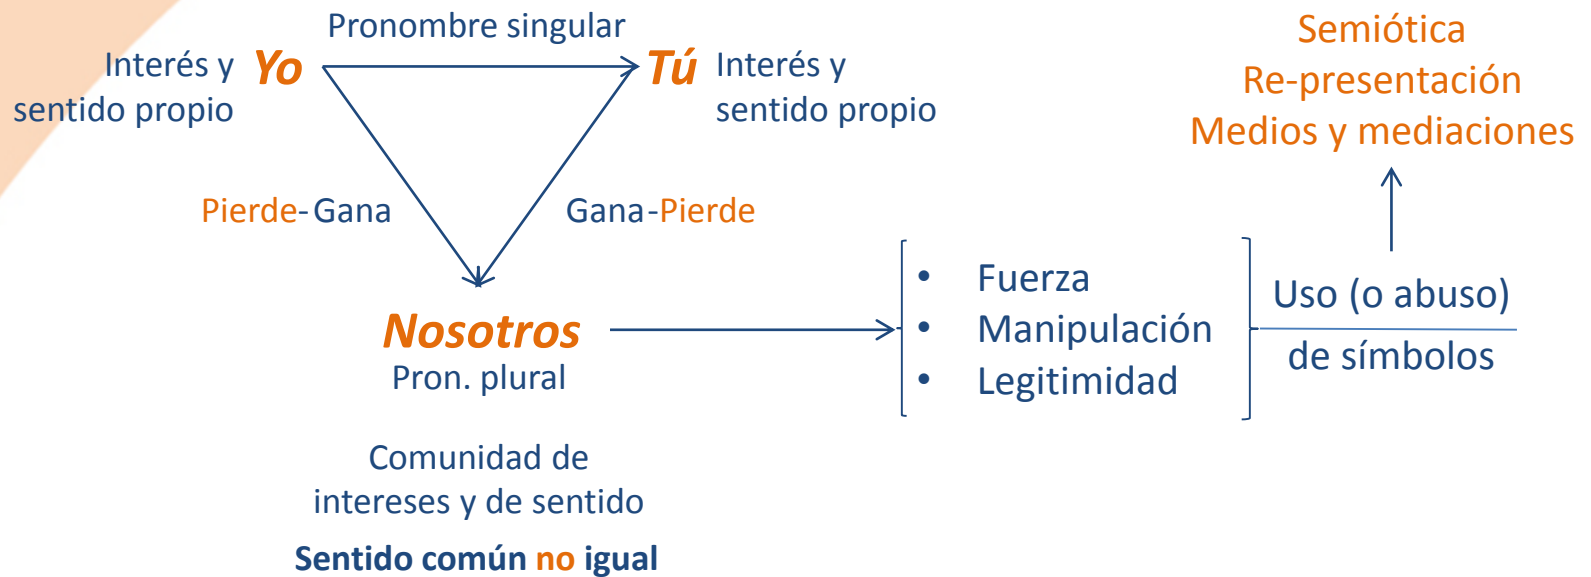 Pronombre singular
Interés y
sentido propio
Yo
Tú
Interés y
sentido propio
Pierde-Gana
Gana-Pierde
Nosotros
Pron. plural
Comunidad de
intereses y de sentido
Sentido común no igual
• Fuerza
• Manipulación
• Legitimidad
Uso (o abuso)
de símbolos
Semiótica
Re-presentación
Medios y mediaciones